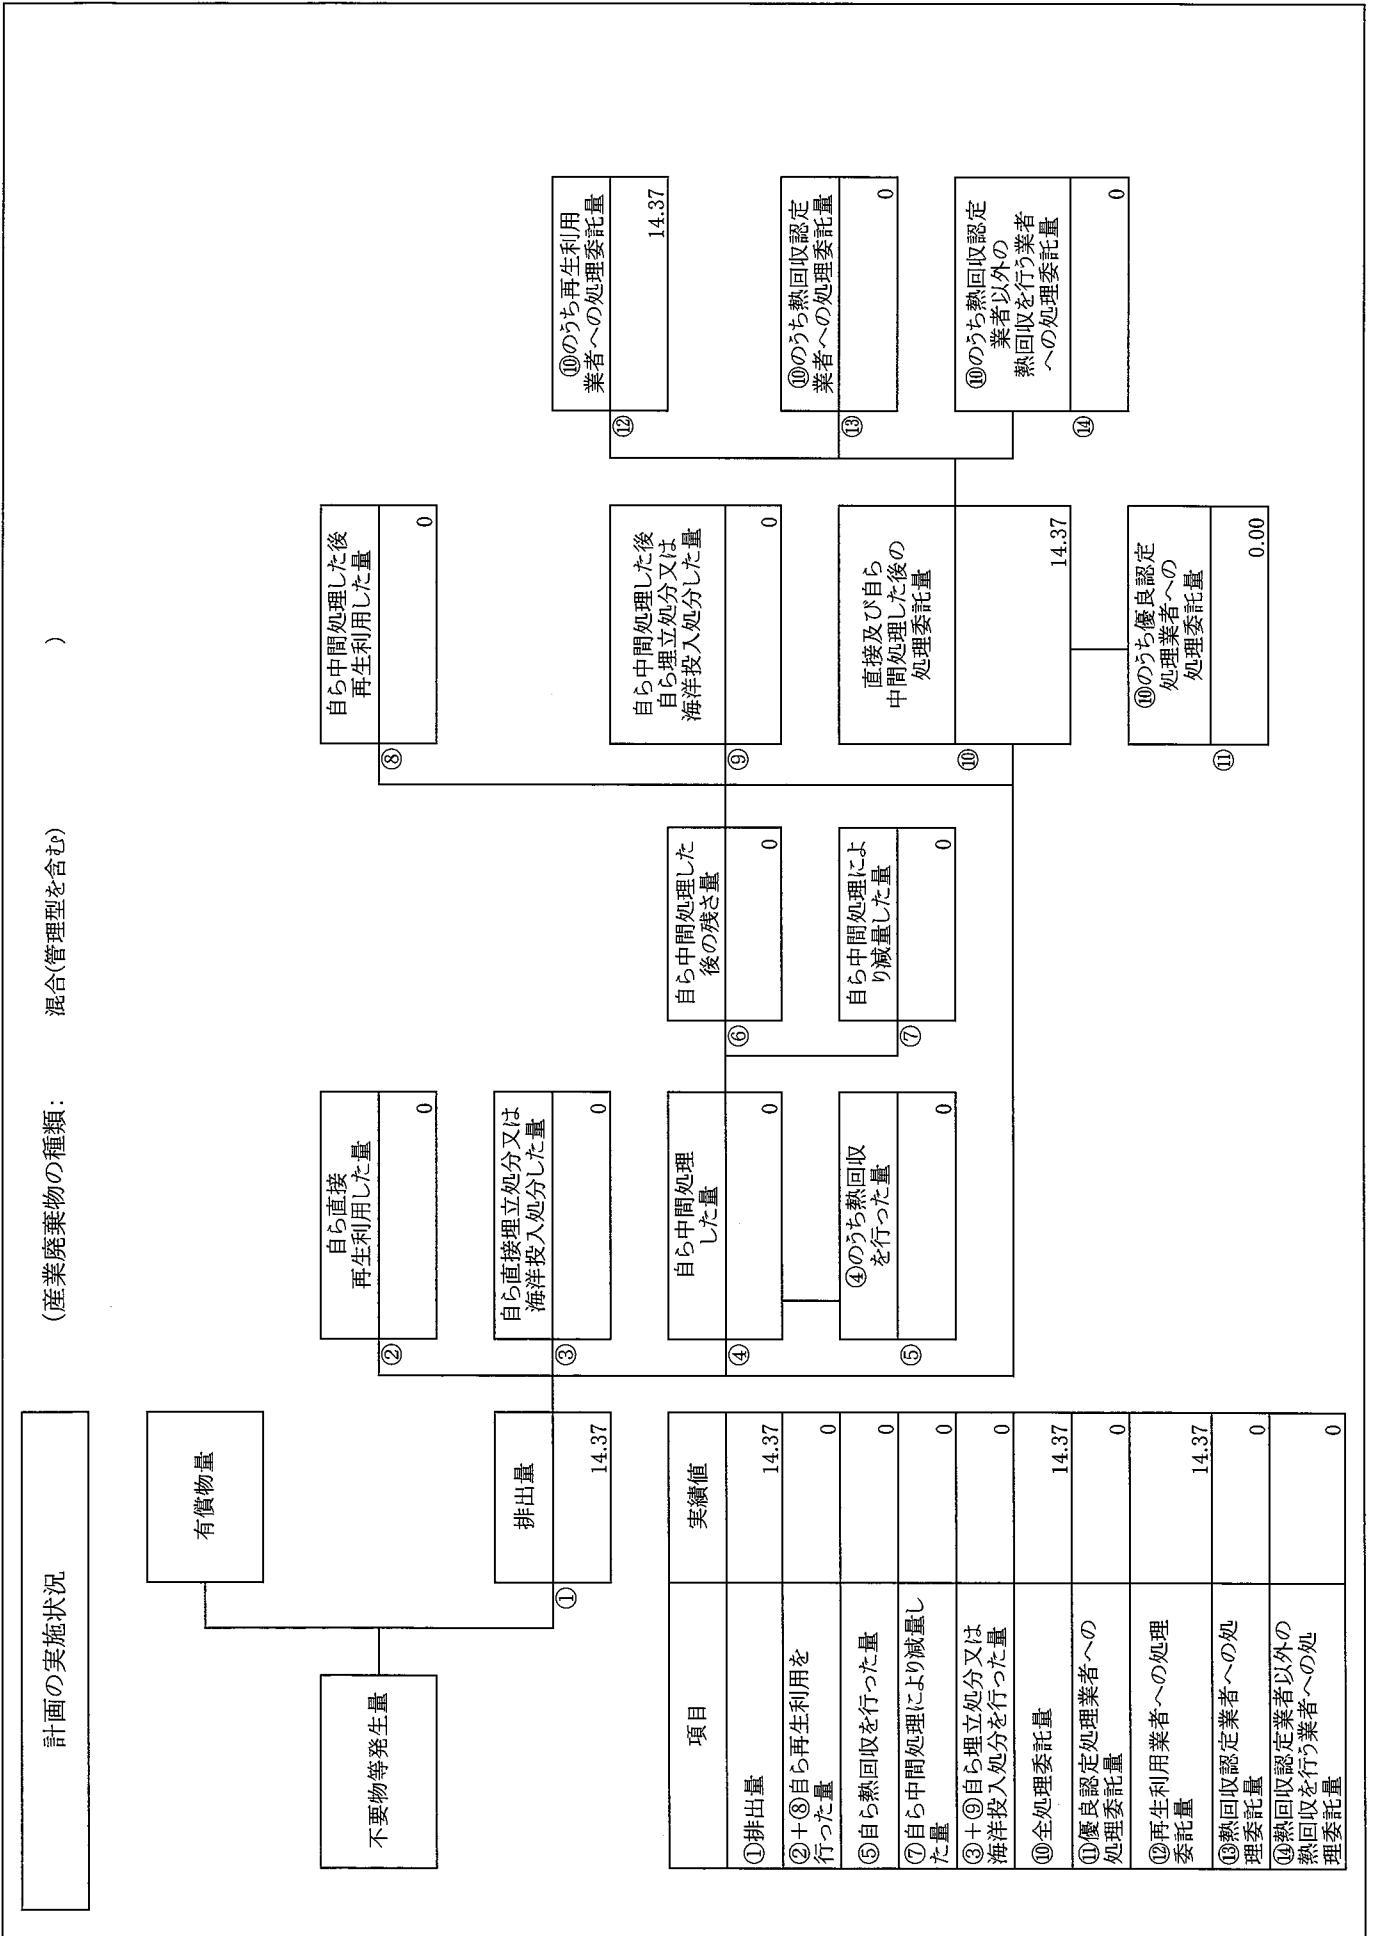 計画の実施状況
(産業廃棄物の種類: 混合(管理型を含む) )
不要物等発生量
有償物量
①
排出量
14.37
②
自ら直接
再生利用した量
0
③
自ら直接埋立処分又は
海洋投入処分した量
0
④
自ら中間処理
した量
0
⑤
④のうち熱回収
を行った量
0
⑥
自ら中間処理した
後の残さ量
0
⑦
自ら中間処理によ
り減量した量
0
⑧
自ら中間処理した後
再生利用した量
0
⑨
自ら中間処理した後
自ら埋立処分又は
海洋投入処分した量
0
⑩
直接及び自ら
中間処理した後の
処理委託量
14.37
⑪
⑩のうち優良認定
処理業者への
処理委託量
0.00
⑫
⑩のうち再生利用
業者への処理委託量
14.37
⑬
⑩のうち熱回収認定
業者への処理委託量
0
⑭
⑩のうち熱回収認定
業者以外の
熱回収を行う業者
への処理委託量
0
項目 実績値
①排出量 14.37
②+⑧自ら再生利用を
行った量 0
⑤自ら熱回収を行った量 0
⑦自ら中間処理により減量し
た量 0
③+⑨自ら埋立処分又は
海洋投入処分を行った量 0
⑩全処理委託量 14.37
⑪優良認定処理業者への
処理委託量 0
⑫再生利用業者への処理
委託量 14.37
⑬熱回収認定業者への処
理委託量 0
⑭熱回収認定業者以外の
熱回収を行う業者への処
理委託量 0